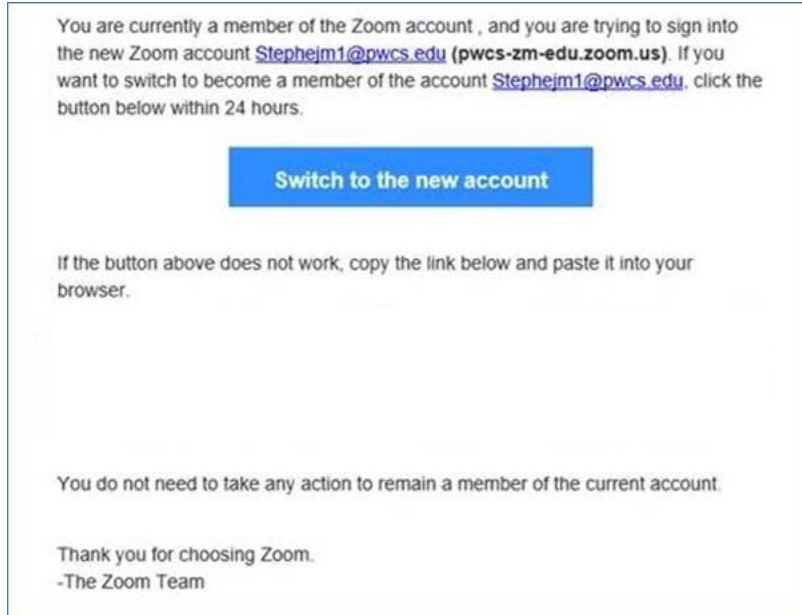 You are currently a member of the Zoom account , and you are trying to sign into
the new Zoom account Stephejm1@pwcs.edu (pwcs-zm-edu.zoom.us). If you
want to switch to become a member of the account Stephejm1@pwcs.edu, click the
button below within 24 hours.
Switch to the new account
If the button above does not work, copy the link below and paste it into your
browser.
You do not need to take any action to remain a member of the current account.
Thank you for choosing Zoom.
-The Zoom Team